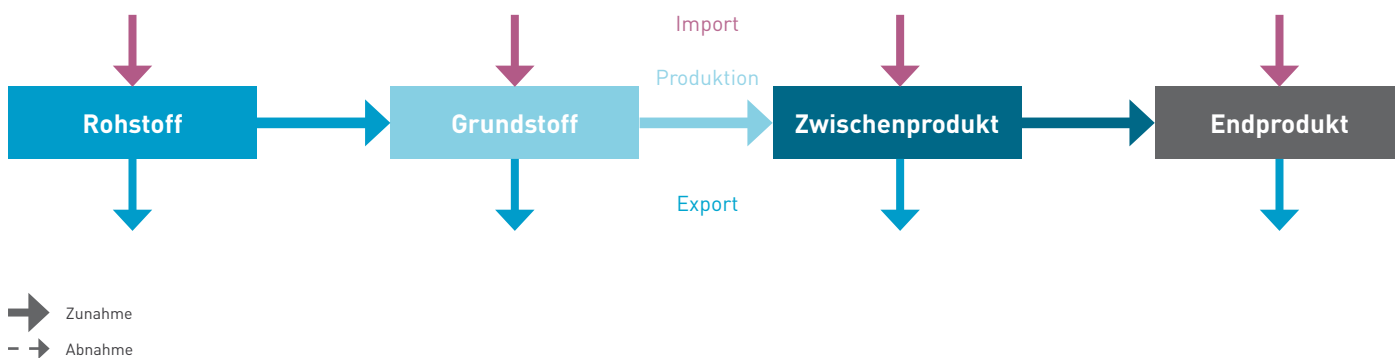 Import
Produktion
Rohstoff
Grundstoff
Zwischenprodukt
Endprodukt
Export
Zunahme
Abnahme